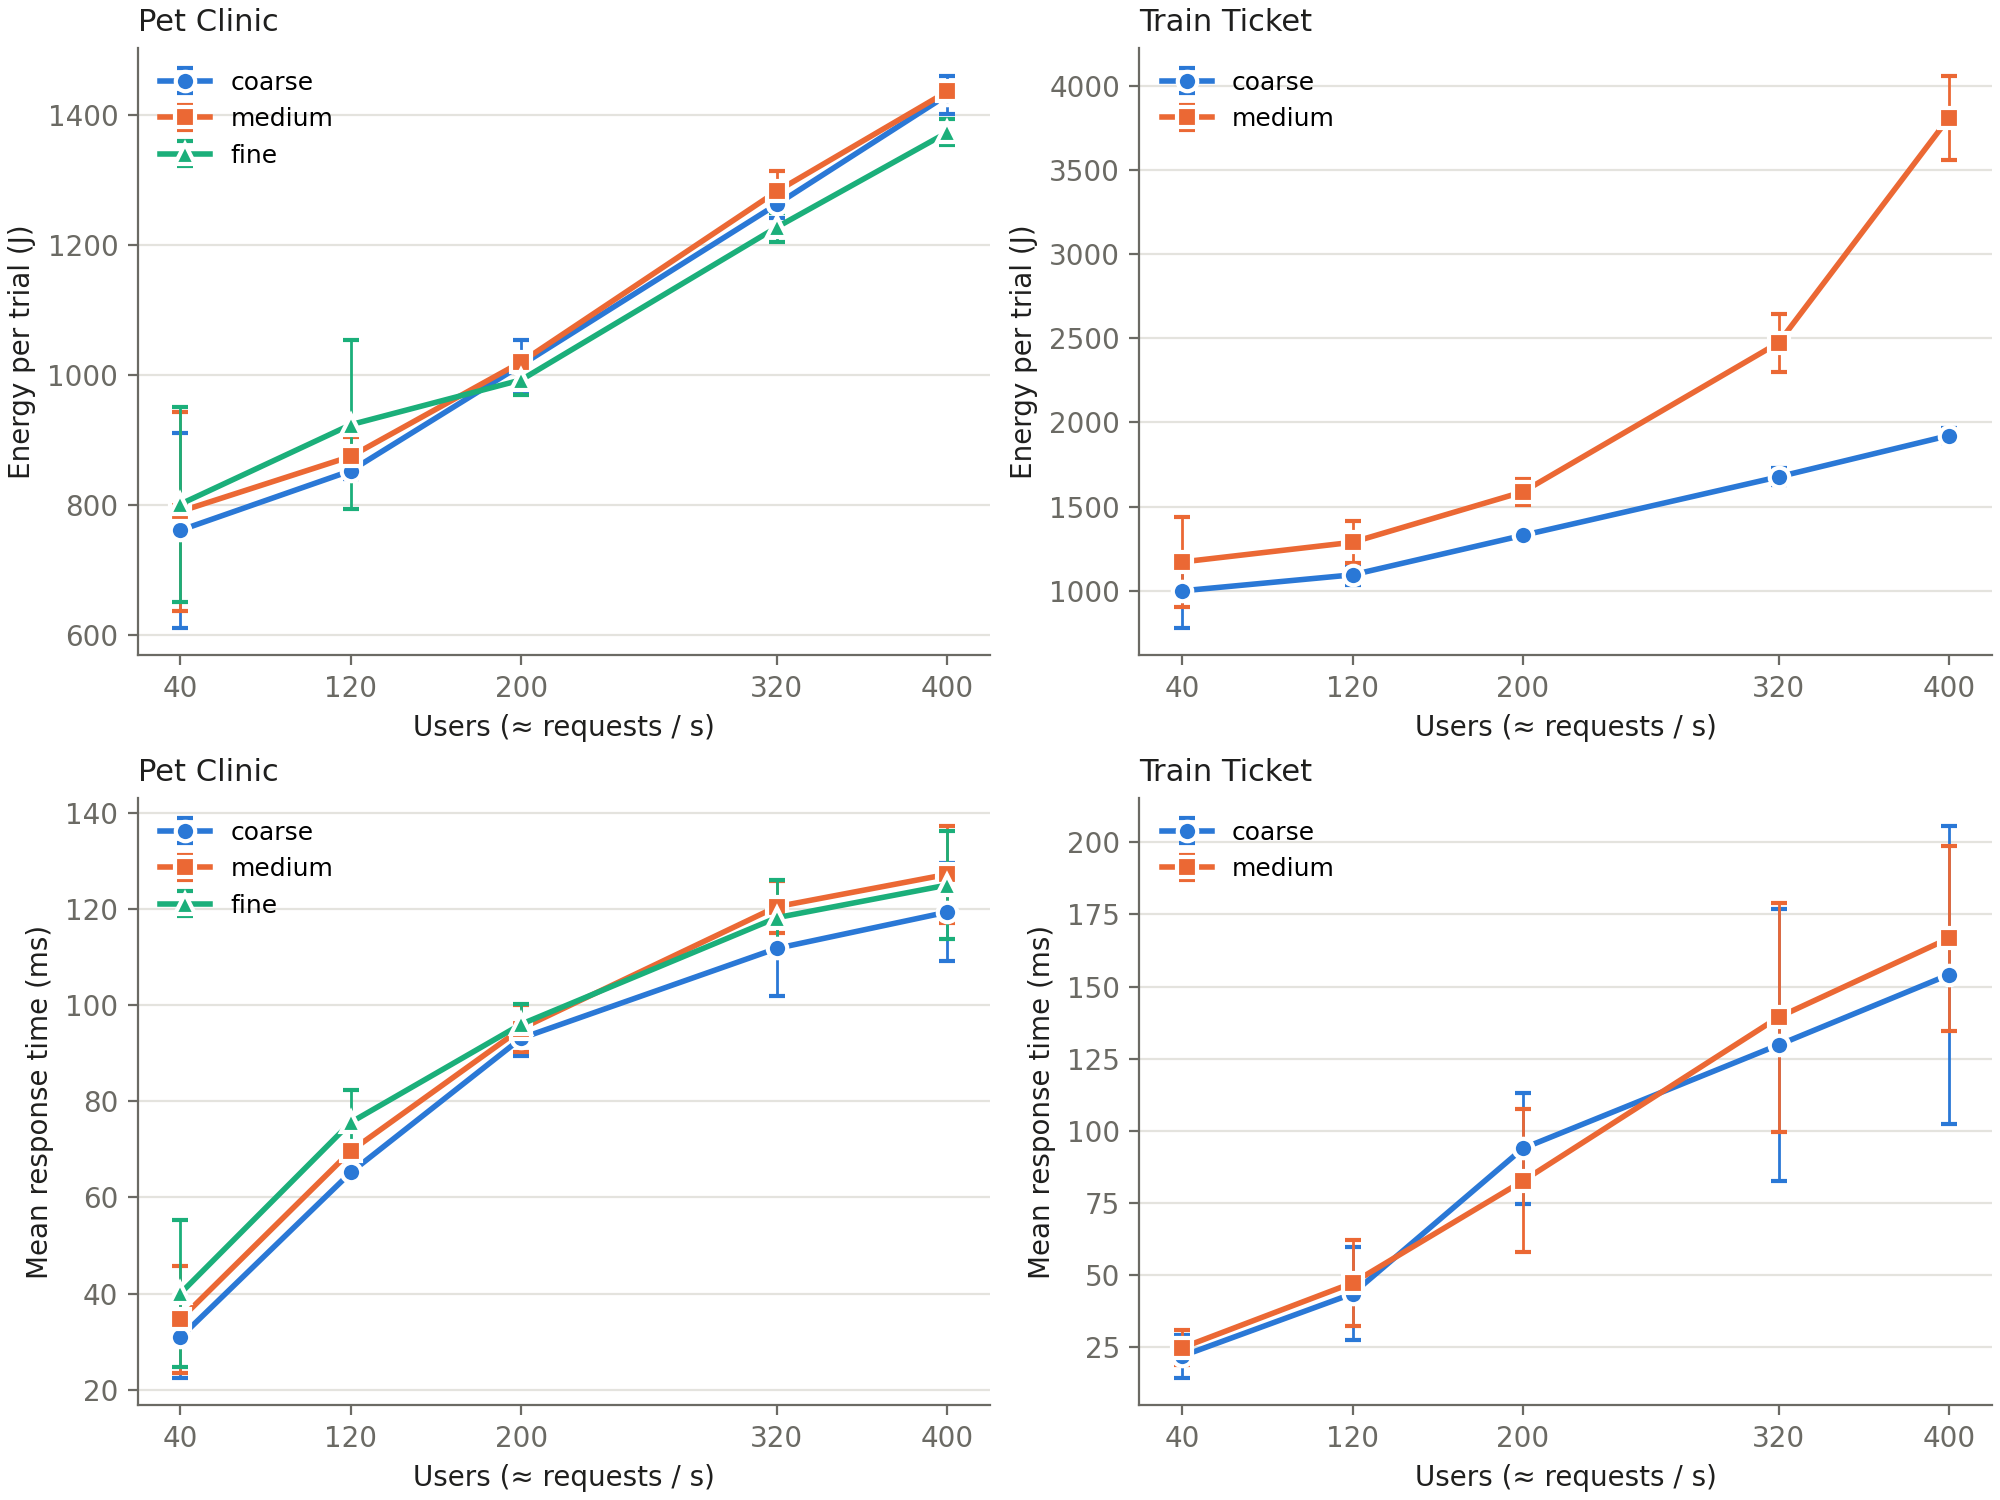 Pet Clinic
coarse
medium
fine
Energy per trial (J)
1400
1200
1000
800
600
40 120 200 320 400
Users (≈ requests / s)
Train Ticket
coarse
medium
Energy per trial (J)
4000
3500
3000
2500
2000
1500
1000
40 120 200 320 400
Users (≈ requests / s)
Pet Clinic
coarse
medium
fine
Mean response time (ms)
140
120
100
80
60
40
20
40 120 200 320 400
Users (≈ requests / s)
Train Ticket
coarse
medium
Mean response time (ms)
200
175
150
125
100
75
50
25
40 120 200 320 400
Users (≈ requests / s)